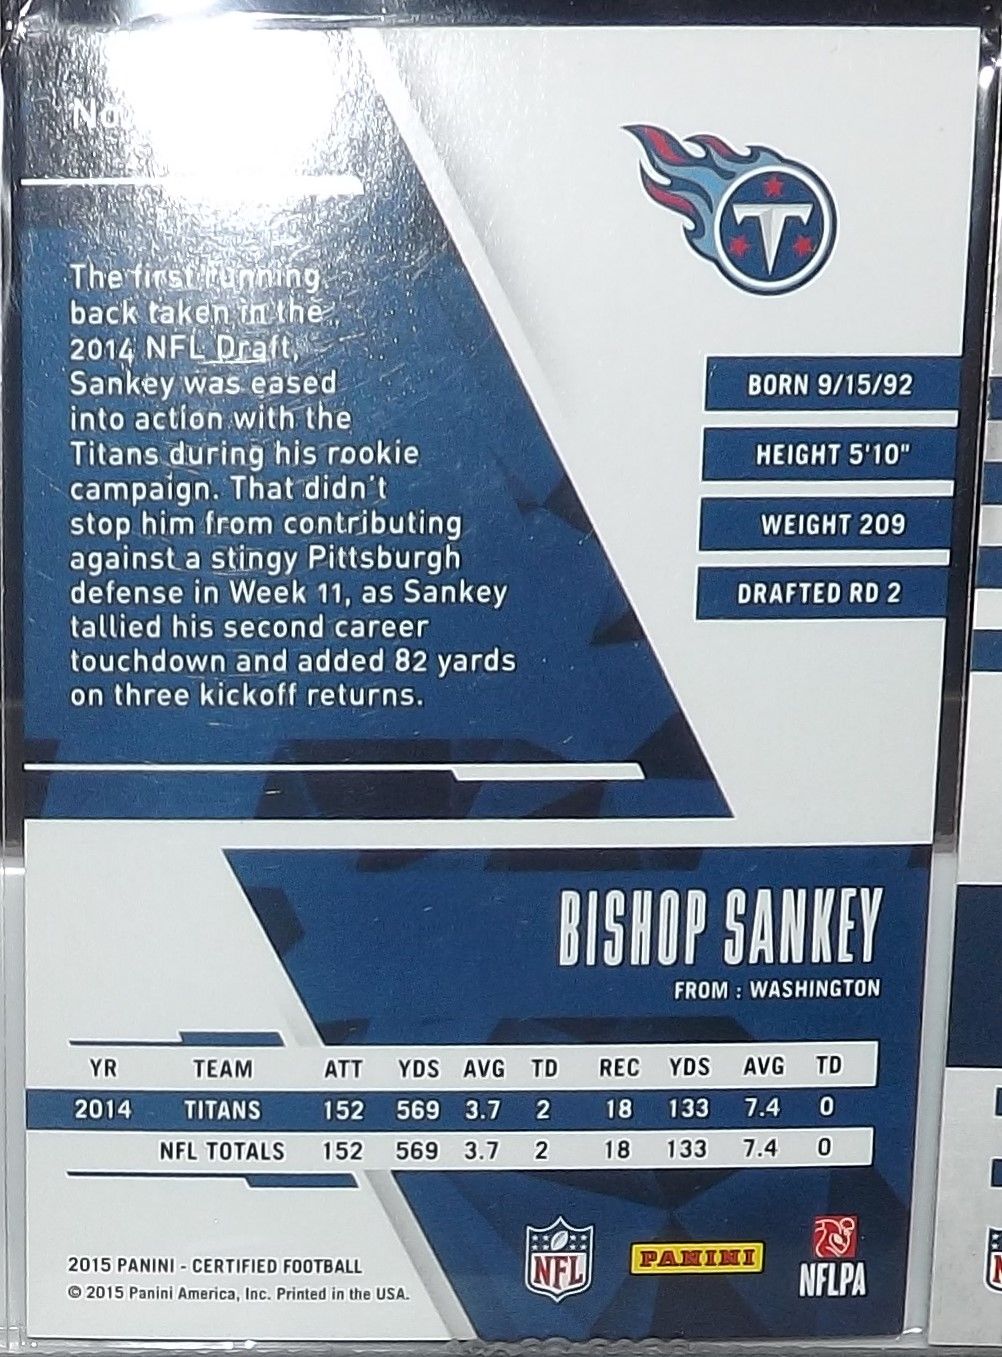 No
The first running
back taken in the
2014 NFL Draft,
Sankey was eased
into action with the
Titans during his rookie
campaign. That didn't
stop him from contributing
against a stingy Pittsburgh
defense in Week 11, as Sankey
tallied his second career
touchdown and added 82 yards
on three kickoff returns.
T
BORN 9/15/92
HEIGHT 5'10"
WEIGHT 209
DRAFTED RD 2
BISHOP SANKEY
FROM : WASHINGTON
YR TEAM ATT YDS AVG TD REC YDS AVG TD
2014 TITANS 152 569 3.7 2 18 133 7.4 0
NFL TOTALS 152 569 3.7 2 18 133 7.4 0
2015 PANINI - CERTIFIED FOOTBALL
© 2015 Panini America, Inc. Printed in the USA.
NFL
PANINI
NFLPA